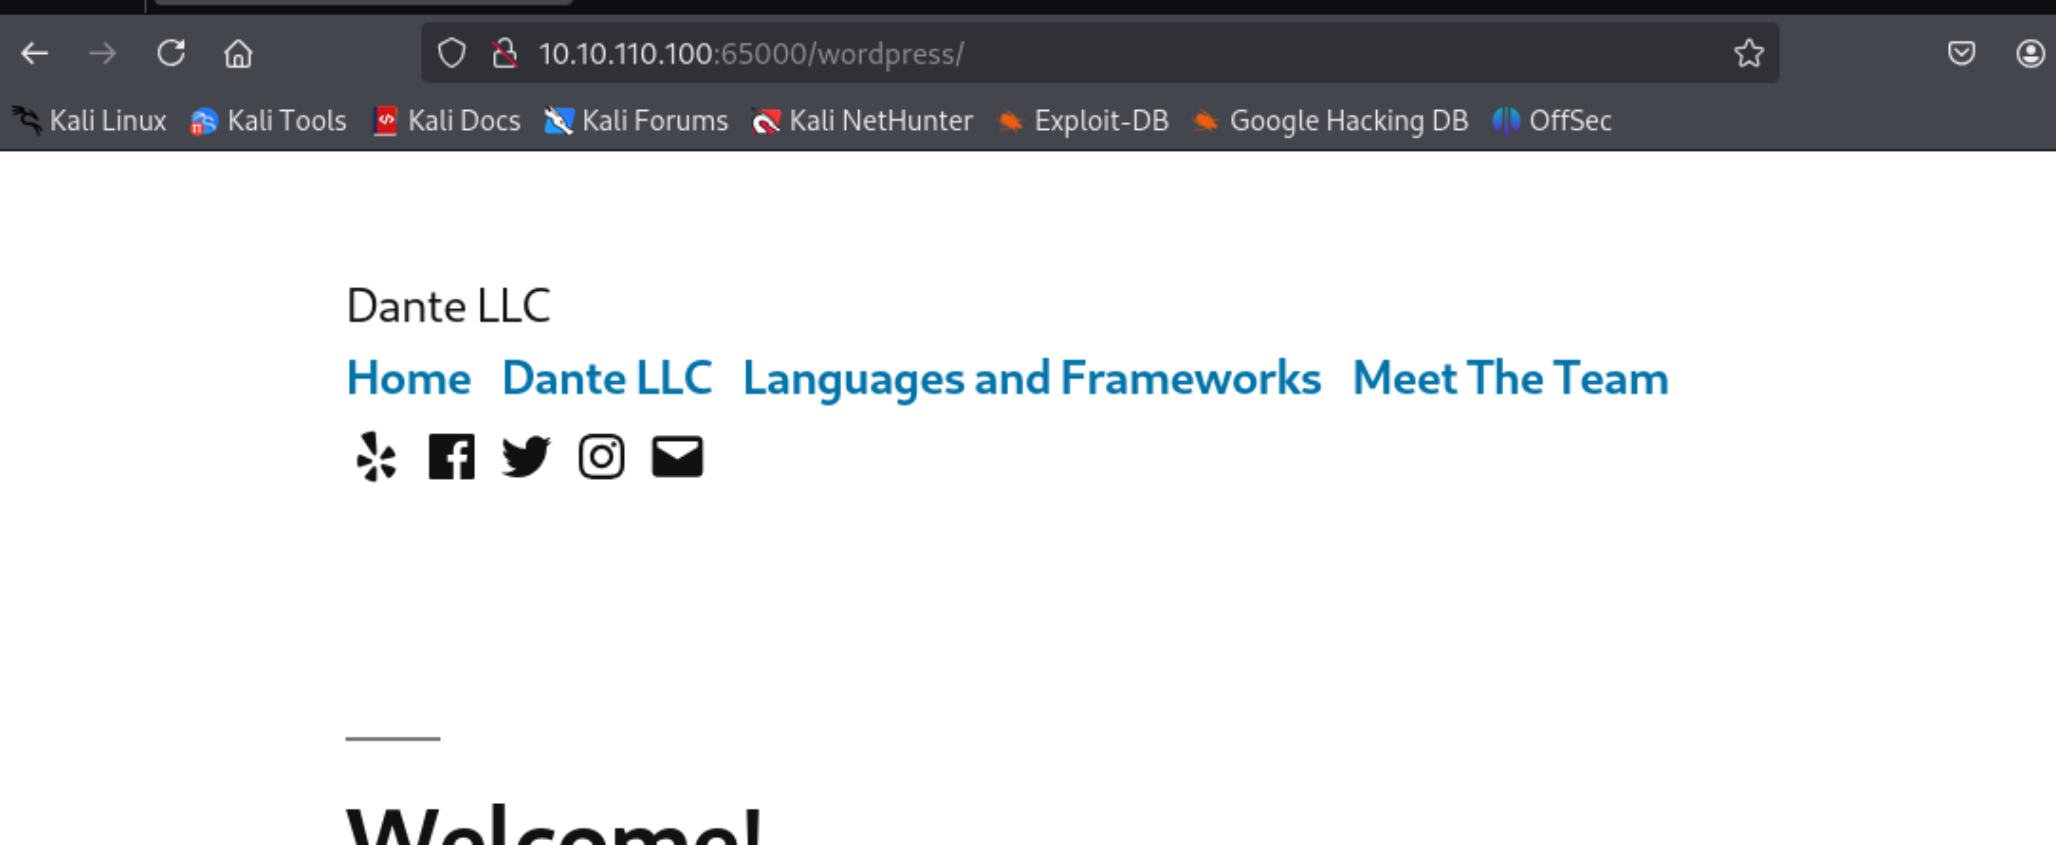 10.10.110.100:65000/wordpress/
Kali Linux Kali Tools Kali Docs Kali Forums Kali NetHunter Exploit-DB Google Hacking DB OffSec
Dante LLC
Home Dante LLC Languages and Frameworks Meet The Team
Welcome!